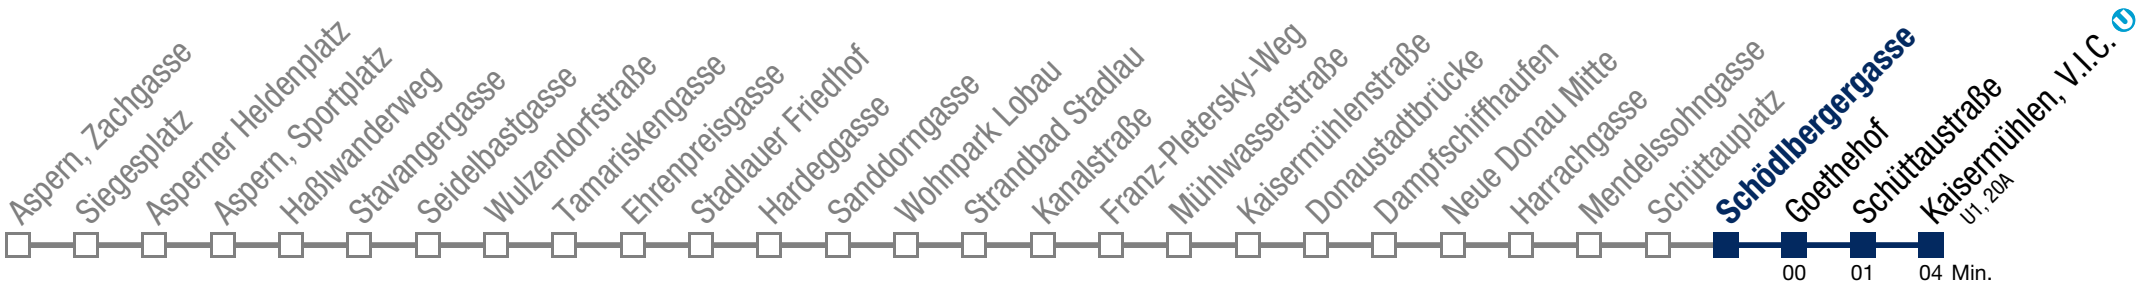 Aspern, Zachgasse
Siegesplatz
Asperner Heldenplatz
Aspern, Sportplatz
Haßlwanderweg
Stavangergasse
Seidelbastgasse
Wulzendorfstraße
Tamariskengasse
Ehrenpreisgasse
Stadlauer Friedhof
Hardeggasse
Sanddorngasse
Wohnpark Lobau
Strandbad Stadlau
Kanalstraße
Franz-Pletersky-Weg
Mühlwasserstraße
Kaisermühlenstraße
Donaustadtbrücke
Dampfschiffhaufen
Neue Donau Mitte
Harrachgasse
Mendelssohngasse
Schüttauplatz
Schödlbergergasse
Goethehof
Schüttaustraße
Kaisermühlen, V.I.C. U
U1, 20A
00 01 04 Min.